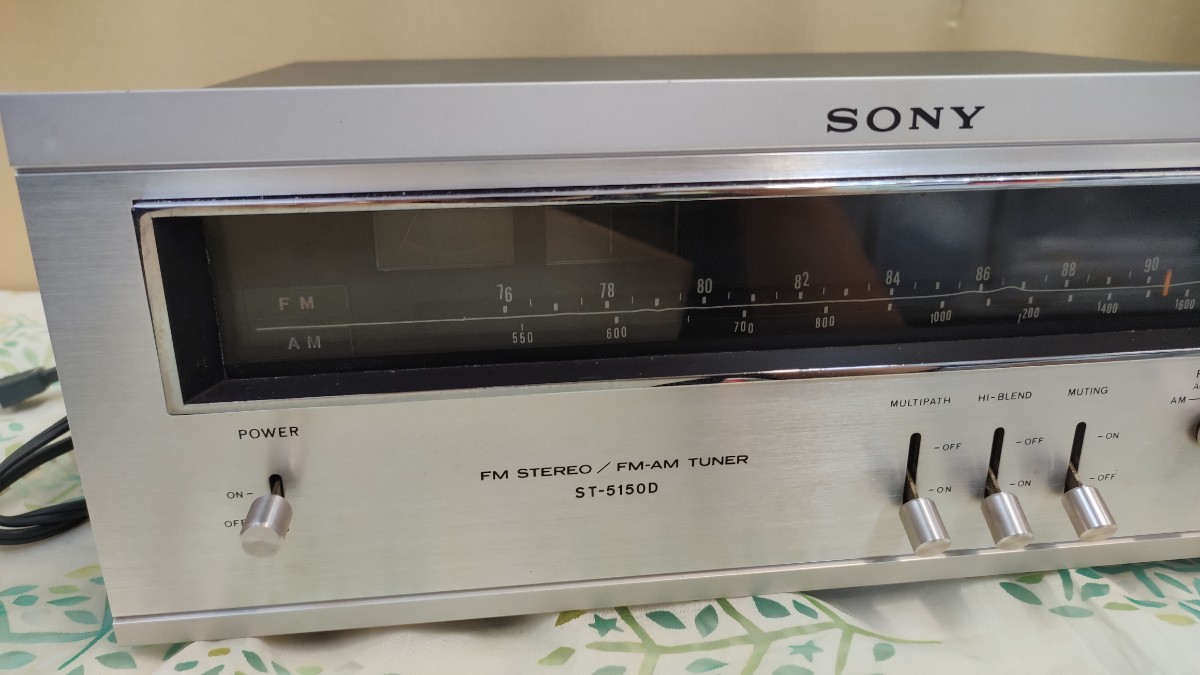 SONY
FM
76 78 80 82 84 86 88 90
550 600 700 800 1000 1200 1400 1600
AM
POWER
ON
OFF
FM STEREO / FM-AM TUNER
ST-5150D
MULTIPATH HI-BLEND MUTING
OFF OFF ON
ON ON OFF
AM